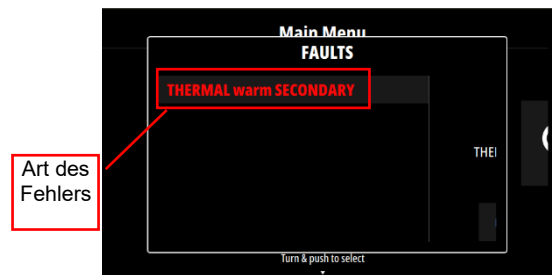 Main Menu
FAULTS
THERMAL warm SECONDARY
Art des
Fehlers
THEI
Turn & push to select